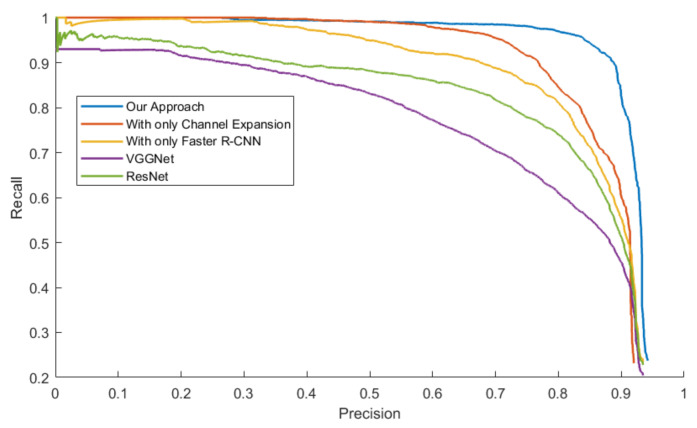 1
0.9
0.8
0.7
0.6
0.5
0.4
0.3
0.2
Recall
Our Approach
With only Channel Expansion
With only Faster R-CNN
VGGNet
ResNet
0 0.1 0.2 0.3 0.4 0.5 0.6 0.7 0.8 0.9 1
Precision